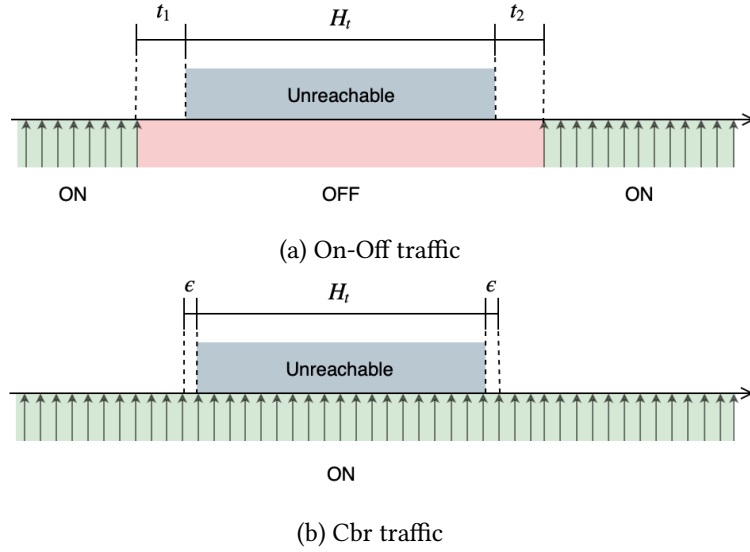 t₁ Hₜ t₂
Unreachable
ON OFF ON
(a) On-Off traffic
ϵ Hₜ ϵ
Unreachable
ON
(b) Cbr traffic